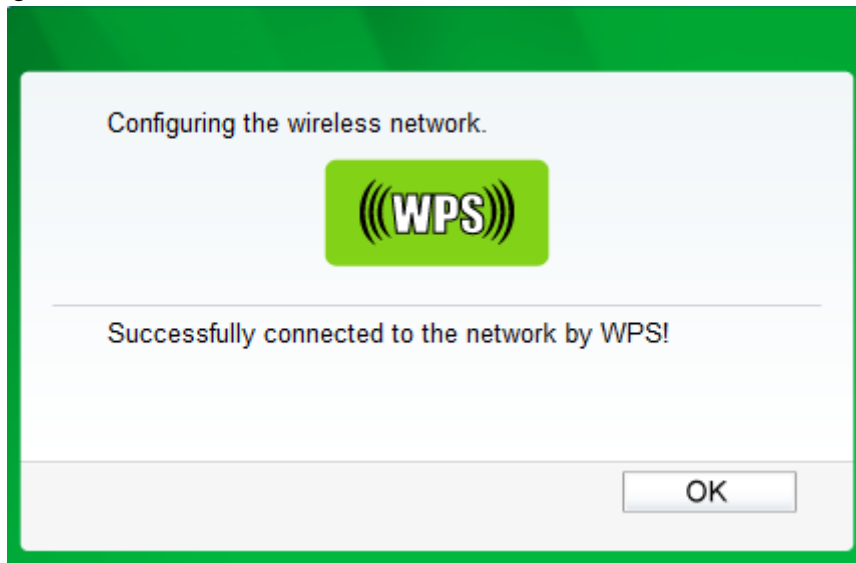 Configuring the wireless network.
WPS
Successfully connected to the network by WPS!
OK